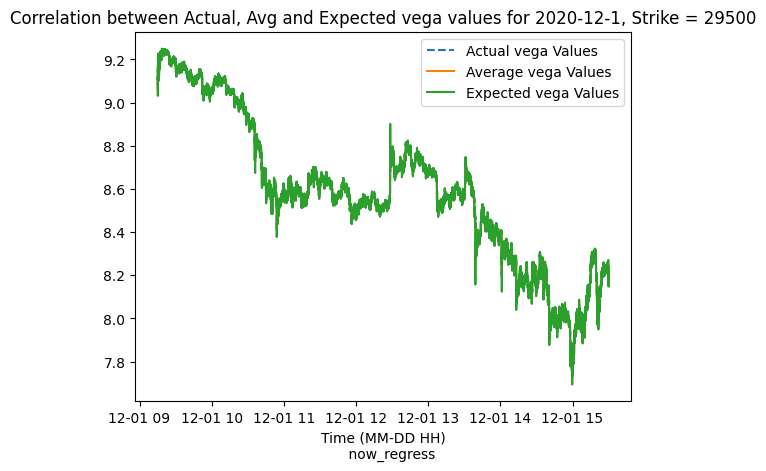 Correlation between Actual, Avg and Expected vega values for 2020-12-1, Strike = 29500
Actual vega Values
Average vega Values
Expected vega Values
9.2
9.0
8.8
8.6
8.4
8.2
8.0
7.8
12-01 09 12-01 10 12-01 11 12-01 12 12-01 13 12-01 14 12-01 15
Time (MM-DD HH)
now_regress